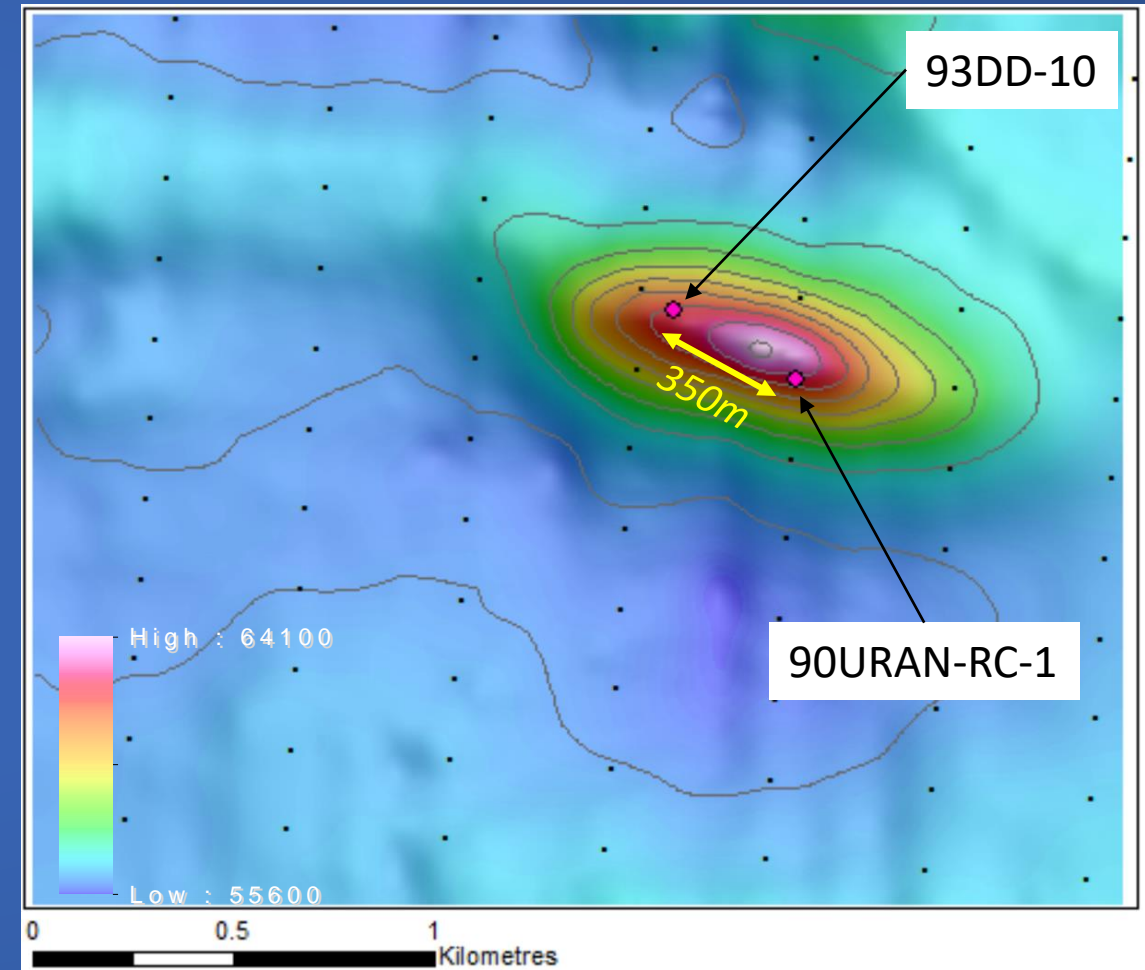 93DD-10
350m
90URAN-RC-1
High : 64100
Low : 55600
0 0.5 1
Kilometres